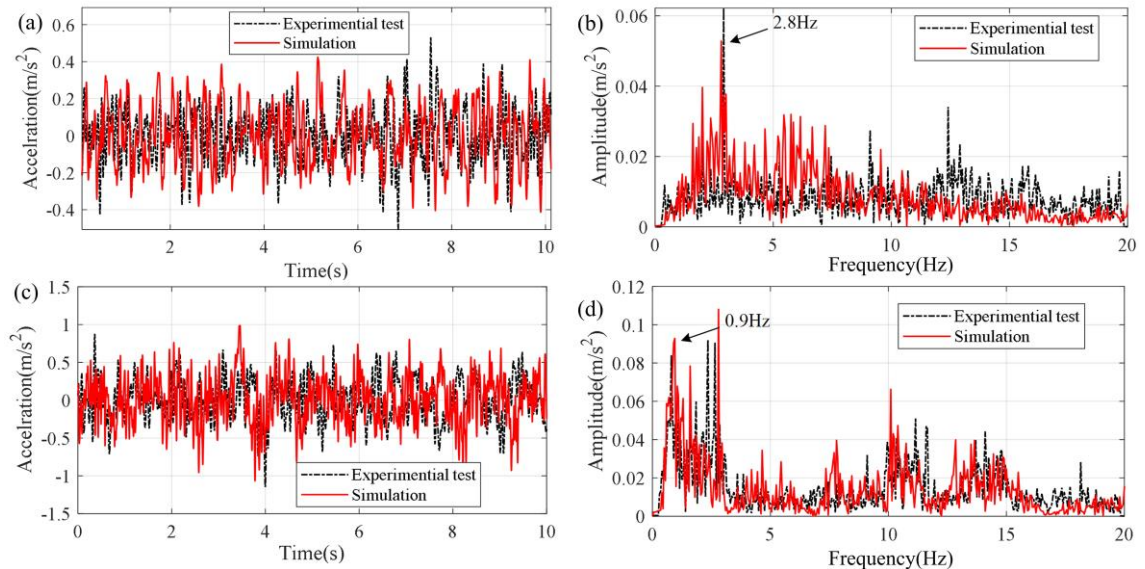 (a)
Accelration(m/s²)
0.6
0.4
0.2
0
-0.2
-0.4
Experimential test
Simulation
2
4
6
8
10
Time(s)
(b)
Amplitude(m/s²)
0.06
0.04
0.02
0
2.8Hz
Experimential test
Simulation
0
5
10
15
20
Frequency(Hz)
(c)
Accelration(m/s²)
1.5
1
0.5
0
-0.5
-1
-1.5
Experimential test
Simulation
0
2
4
6
8
10
Time(s)
(d)
Amplitude(m/s²)
0.12
0.1
0.08
0.06
0.04
0.02
0
0.9Hz
Experimential test
Simulation
0
5
10
15
20
Frequency(Hz)